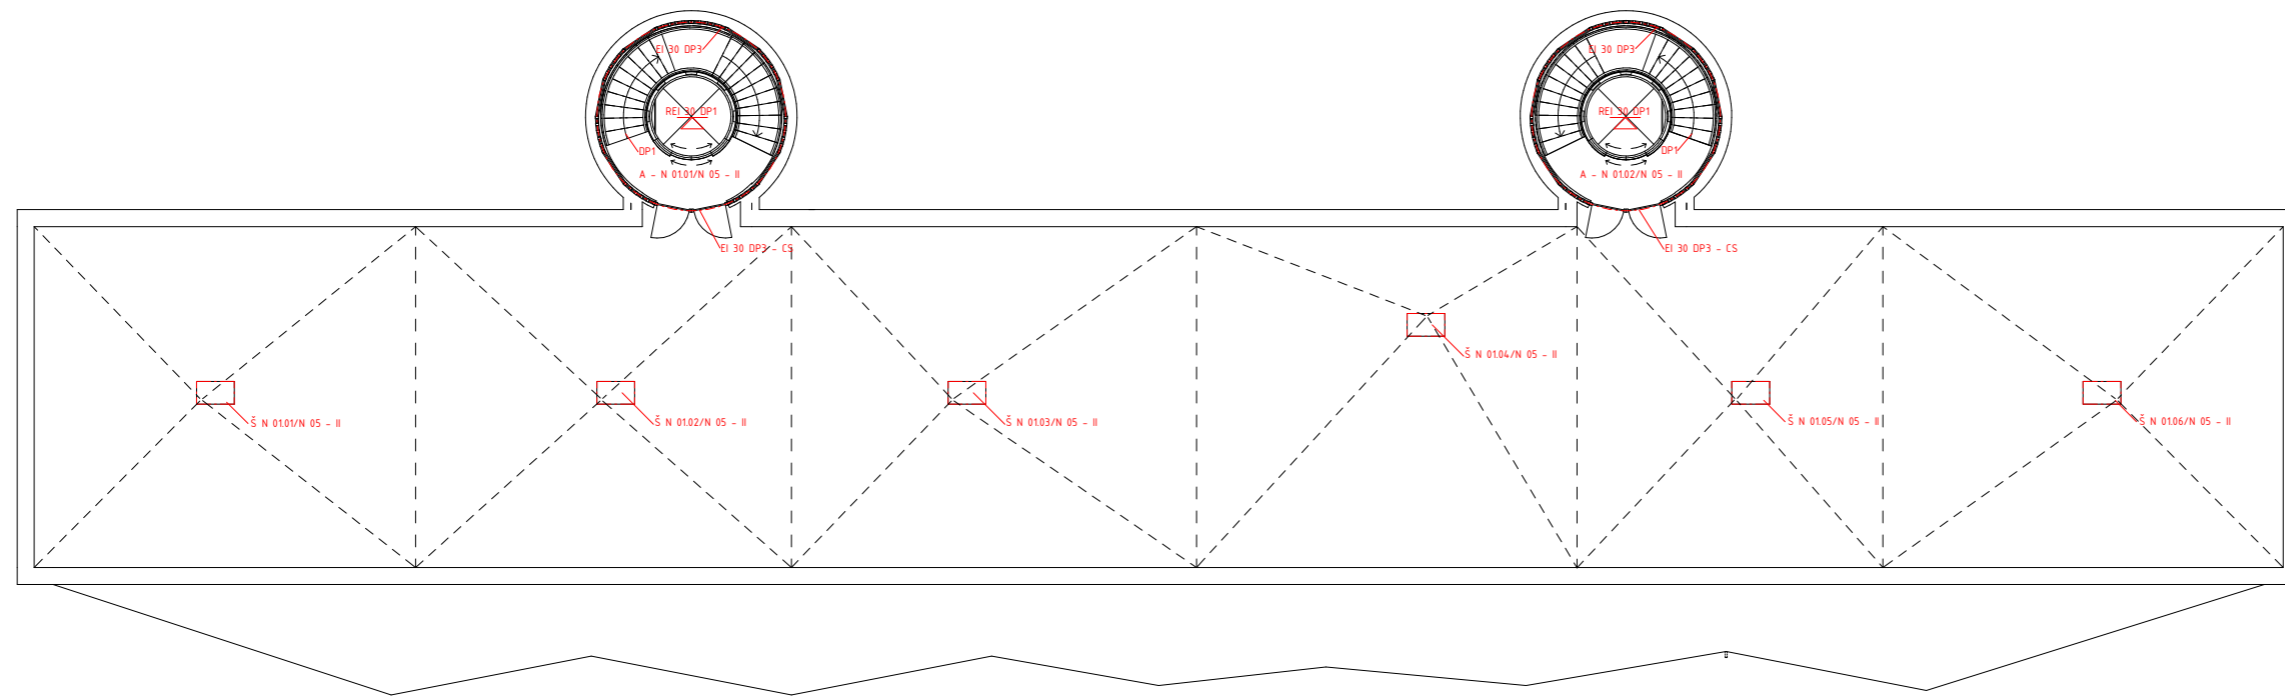 EI 30 DP3
REI 30 DP1
DP1
A - N 01.01/N 05 - II
EI 30 DP3 - CS
EI 30 DP3
REI 30 DP1
DP1
A - N 01.02/N 05 - II
EI 30 DP3 - CS
Š N 01.04/N 05 - II
Š N 01.01/N 05 - II
Š N 01.02/N 05 - II
Š N 01.03/N 05 - II
Š N 01.05/N 05 - II
Š N 01.06/N 05 - II